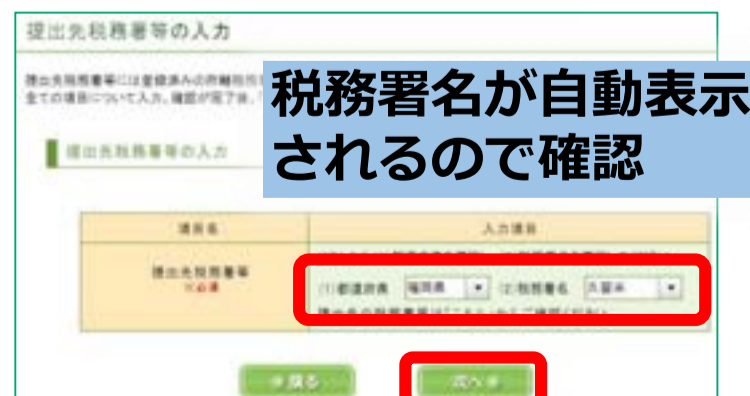 提出先税務署等の入力
税務署名が自動表示
されるので確認
提出先税務署等の入力
項目名
入力項目
提出先税務署等
※必須
(1)都道府県 福岡県 (2)税務署名 久留米
戻る
次へ